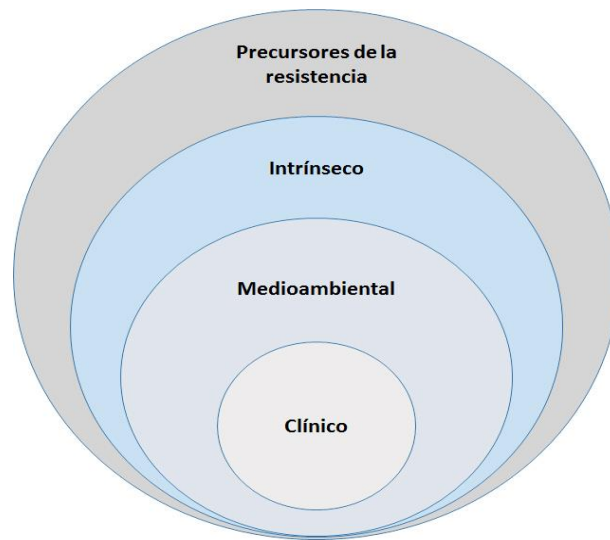 Precursores de la
resistencia
Intrínseco
Medioambiental
Clínico